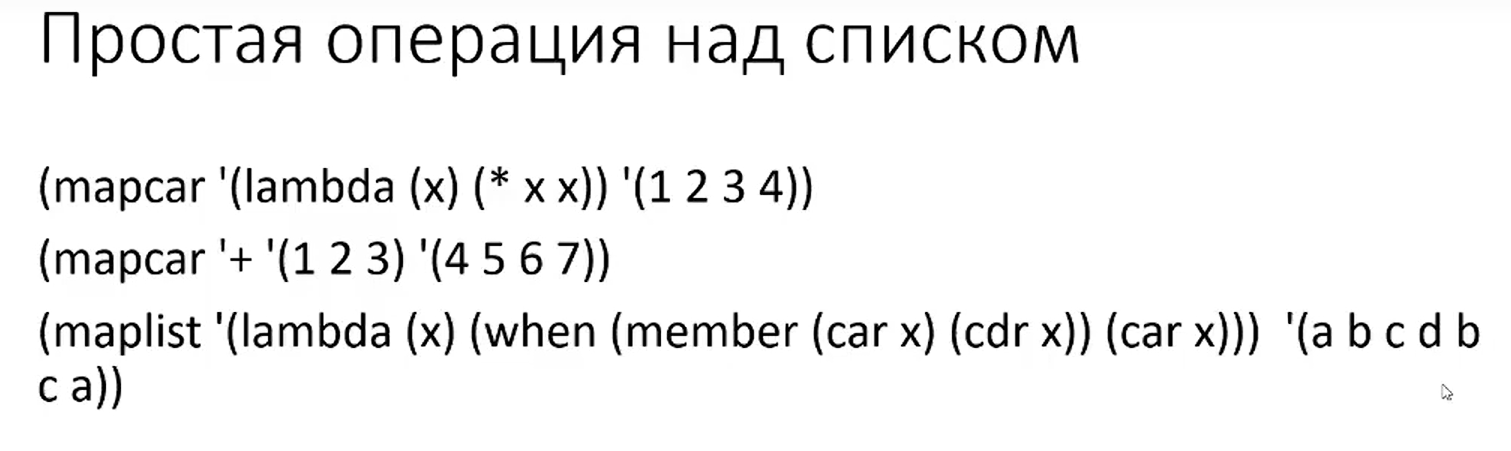 Простая операция над списком
(mapcar '(lambda (x) (* x x)) '(1 2 3 4))
(mapcar '+ '(1 2 3) '(4 5 6 7))
(maplist '(lambda (x) (when (member (car x) (cdr x)) (car x))) '(a b c d b
c a))